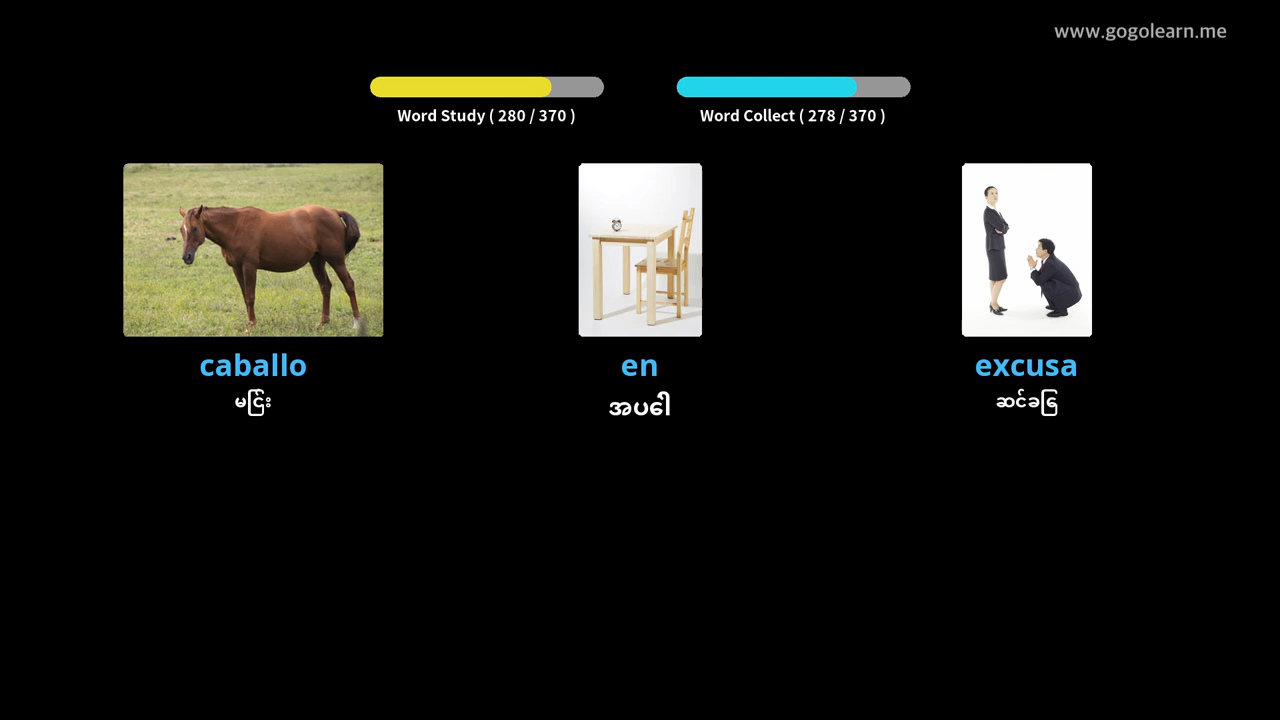 www.gogolearn.me
Word Study ( 280 / 370 )
Word Collect ( 278 / 370 )
caballo
en
excusa
မြင်း
အပေါ်
ဆင်ခြေ